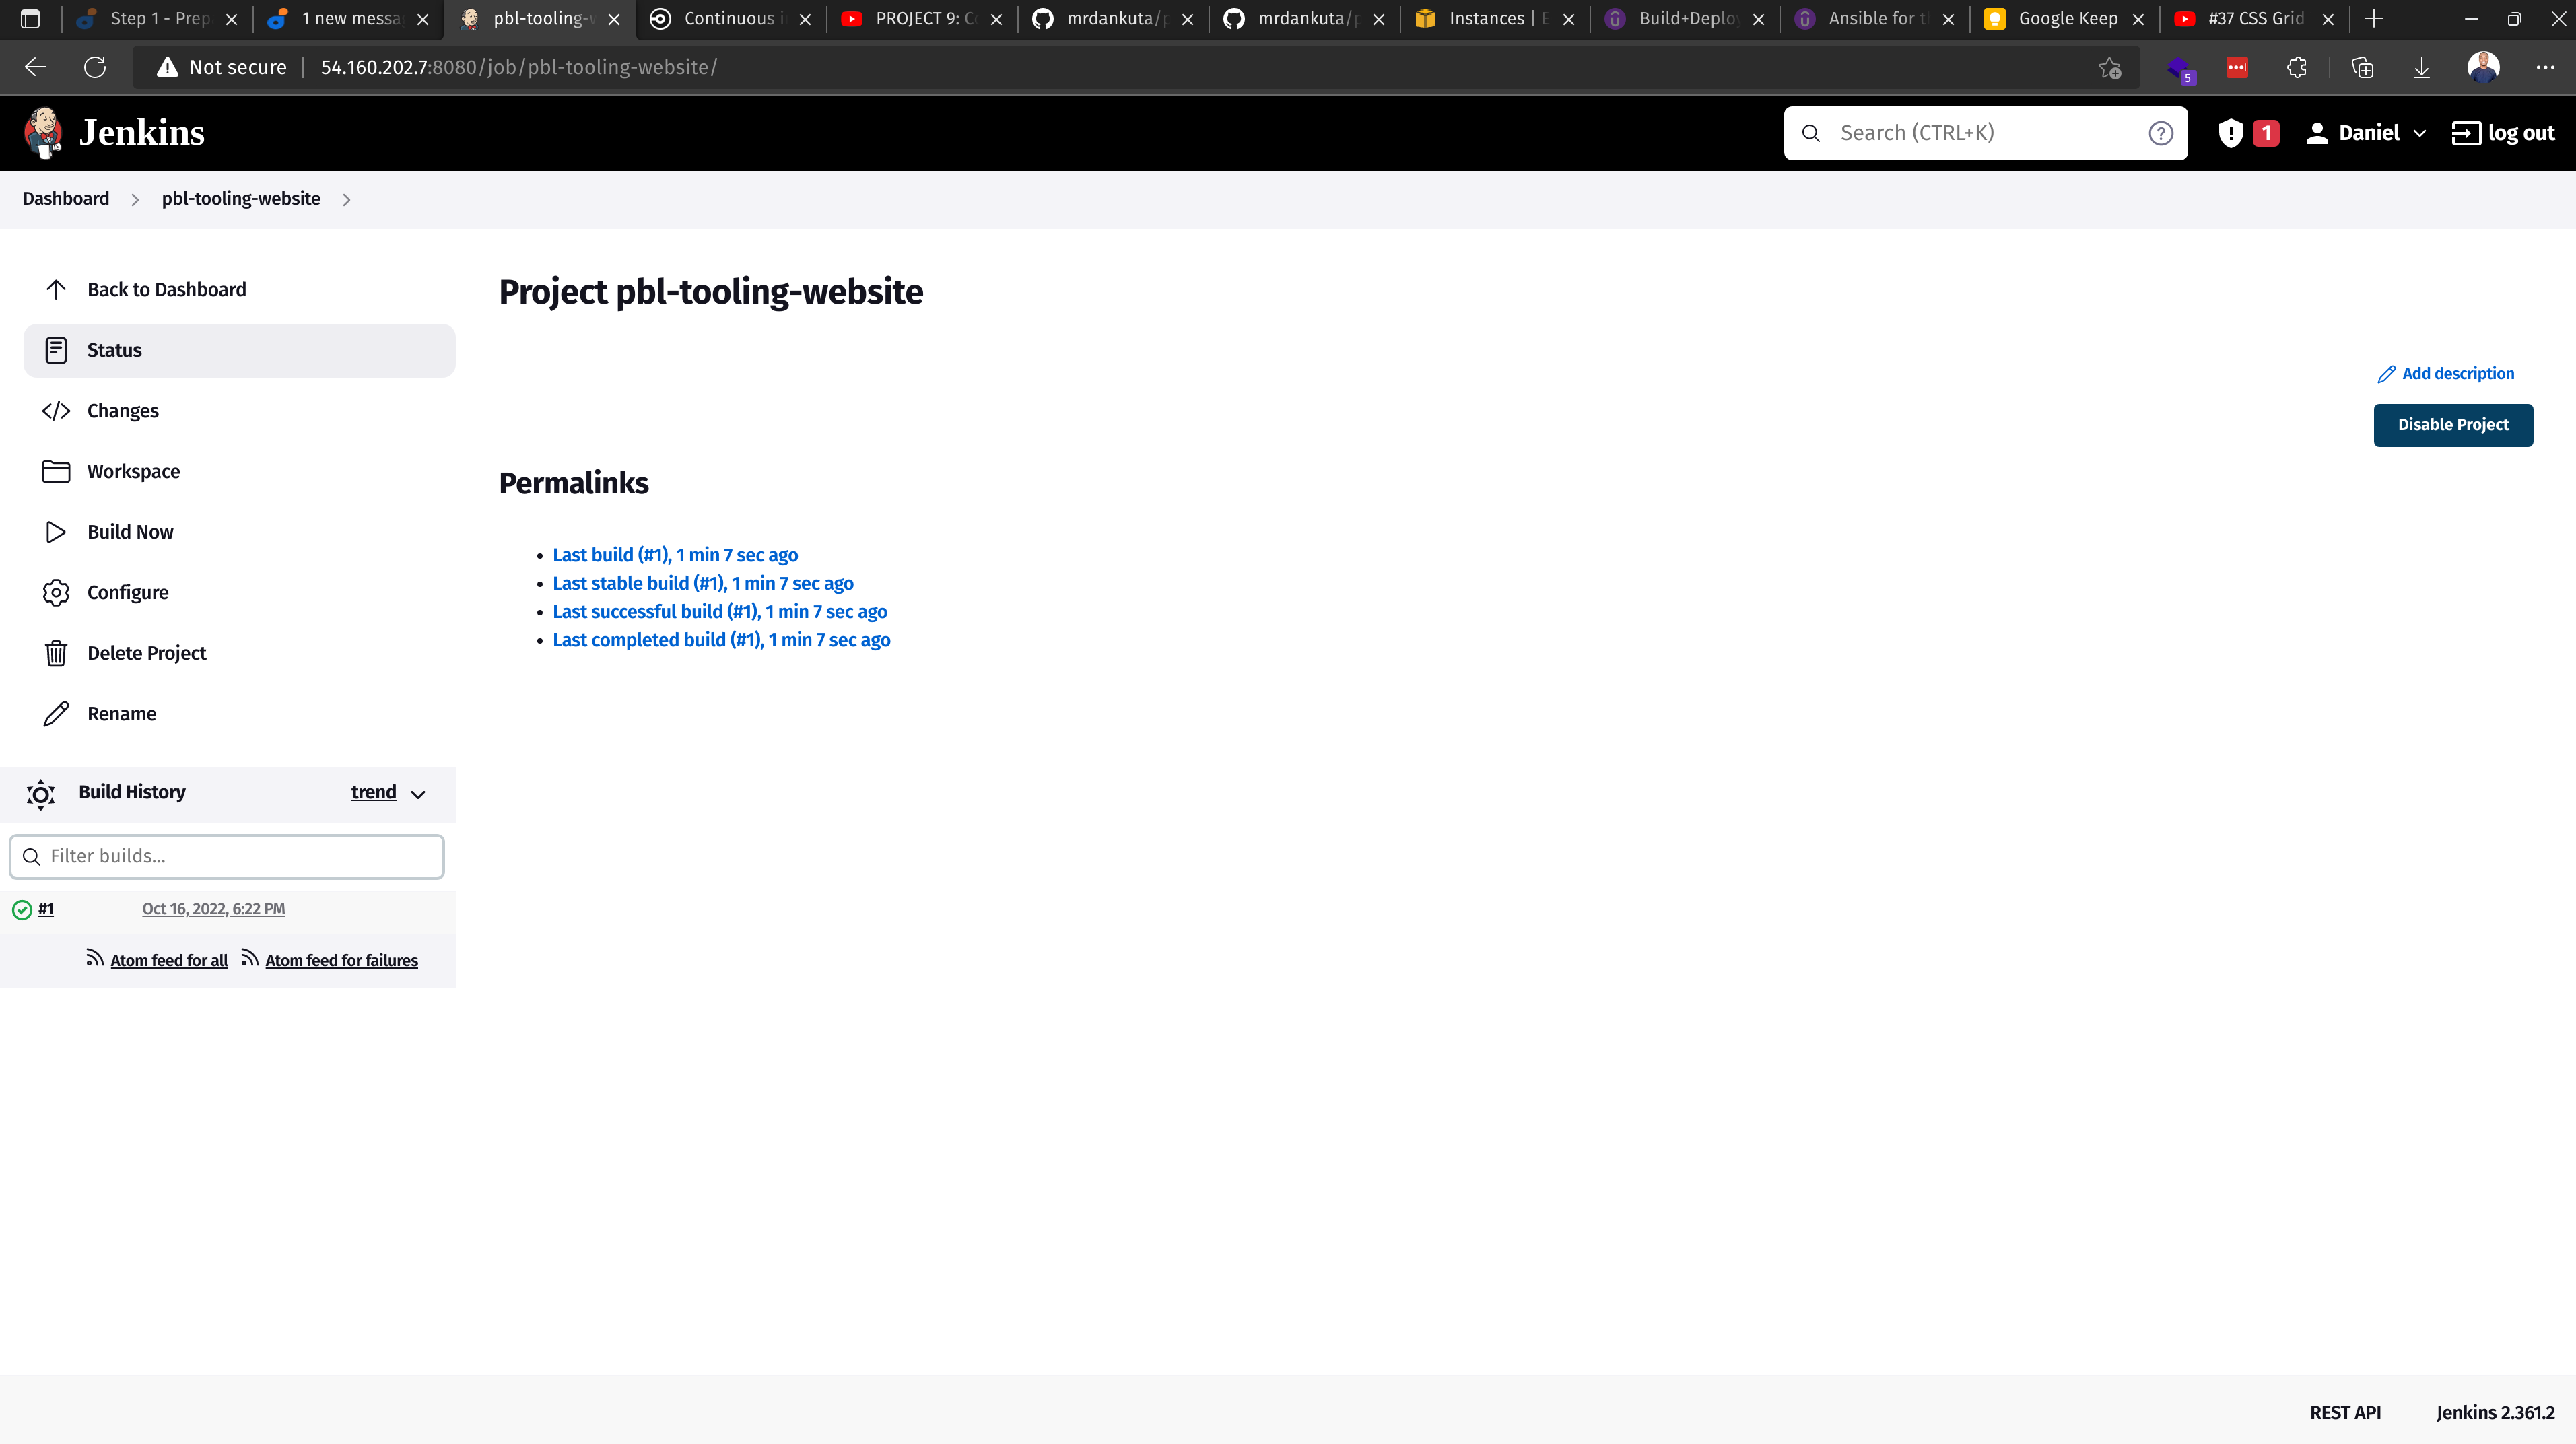 Step 1 - Prep
1 new messa
pbl-tooling-w
Continuous i
PROJECT 9: C
mrdankuta/p
mrdankuta/p
Instances | E
Build+Deplo
Ansible for t
Google Keep
#37 CSS Grid
Not secure
54.160.202.7:8080/job/pbl-tooling-website/
5
Jenkins
Search (CTRL+K)
1
Daniel
log out
Dashboard
pbl-tooling-website
Back to Dashboard
Status
Changes
Workspace
Build Now
Configure
Delete Project
Rename
Build History
trend
Filter builds...
#1
Oct 16, 2022, 6:22 PM
Atom feed for all
Atom feed for failures
Project pbl-tooling-website
Add description
Disable Project
Permalinks
Last build (#1), 1 min 7 sec ago
Last stable build (#1), 1 min 7 sec ago
Last successful build (#1), 1 min 7 sec ago
Last completed build (#1), 1 min 7 sec ago
REST API
Jenkins 2.361.2